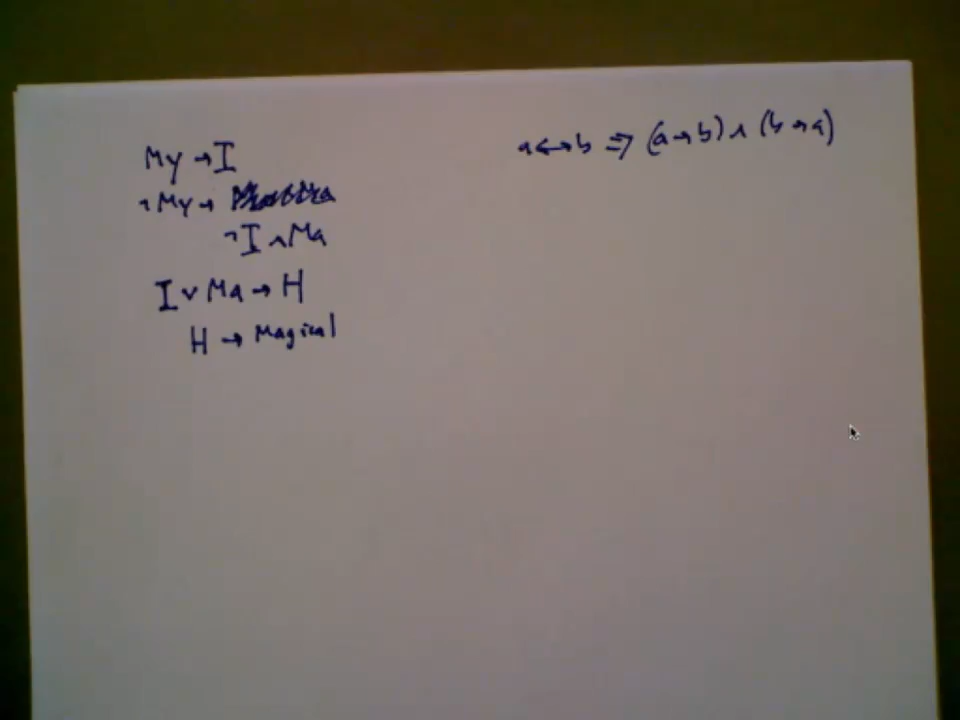 My → I
¬My →
¬I ∧ Ma
I ∨ Ma → H
H → Magical
a ↔ b ⇒ (a → b) ∧ (b → a)